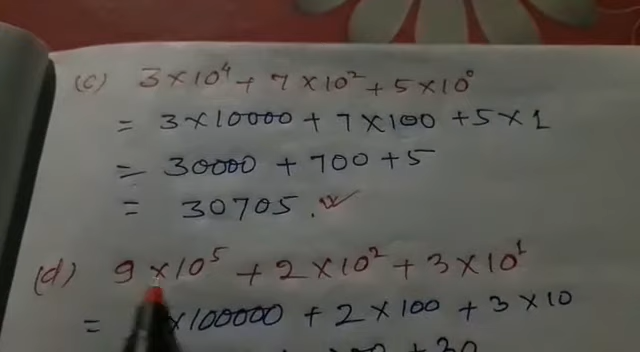 (c) 3×10⁴ + 7×10² + 5×10⁰
= 3×10000 + 7×100 + 5×1
= 30000 + 700 + 5
= 30705.
(d) 9×10⁵ + 2×10² + 3×10¹
= ×100000 + 2×100 + 3×10
+ 30